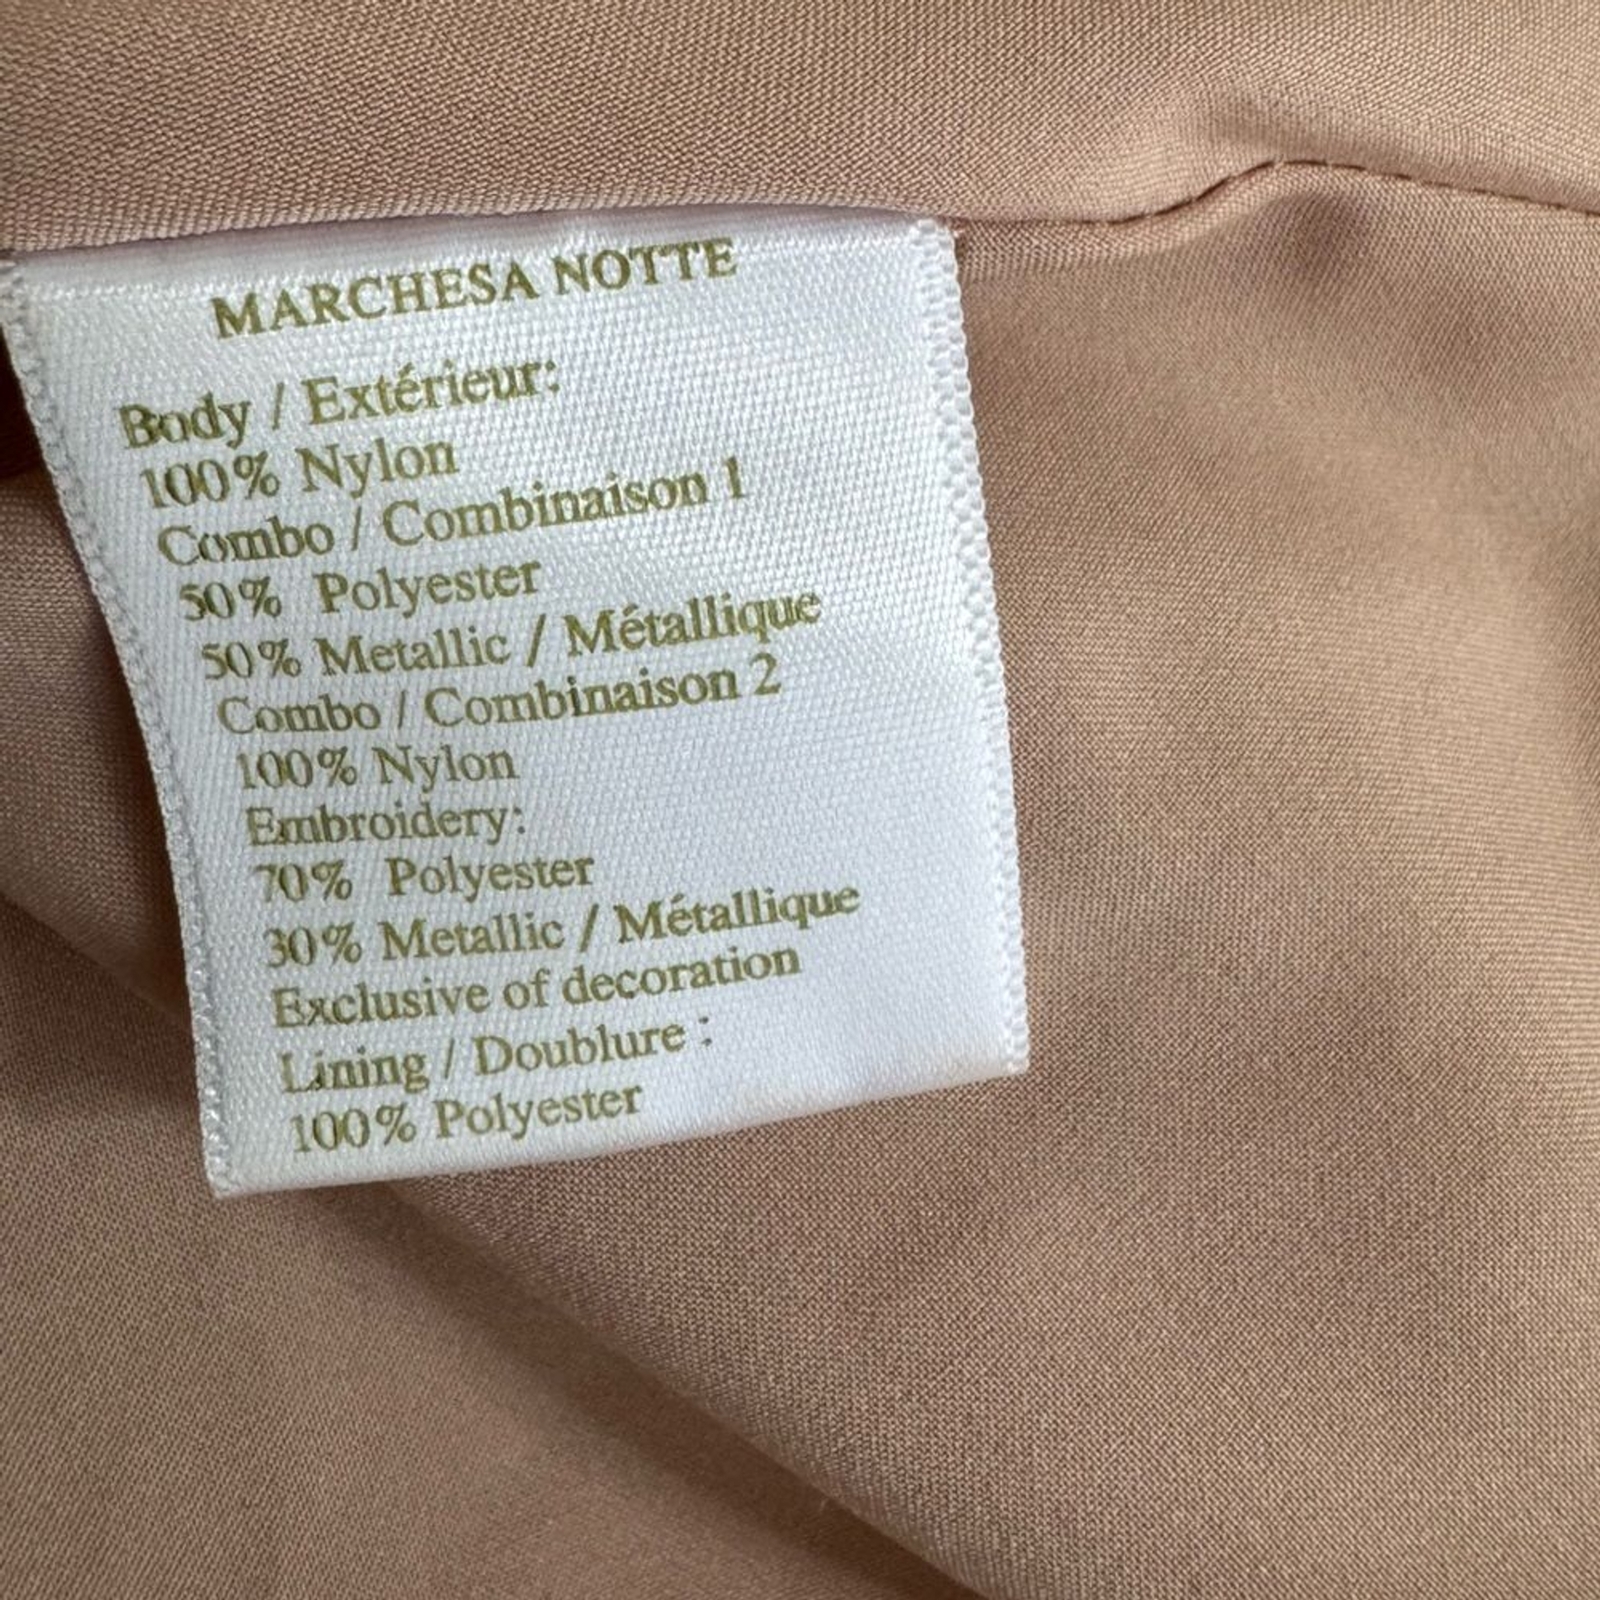 MARCHESA NOTTE
Body / Extérieur:
100% Nylon
Combo / Combinaison 1
50% Polyester
50% Metallic / Métallique
Combo / Combinaison 2
100% Nylon
Embroidery:
70% Polyester
30% Metallic / Métallique
Exclusive of decoration
Lining / Doublure :
100% Polyester